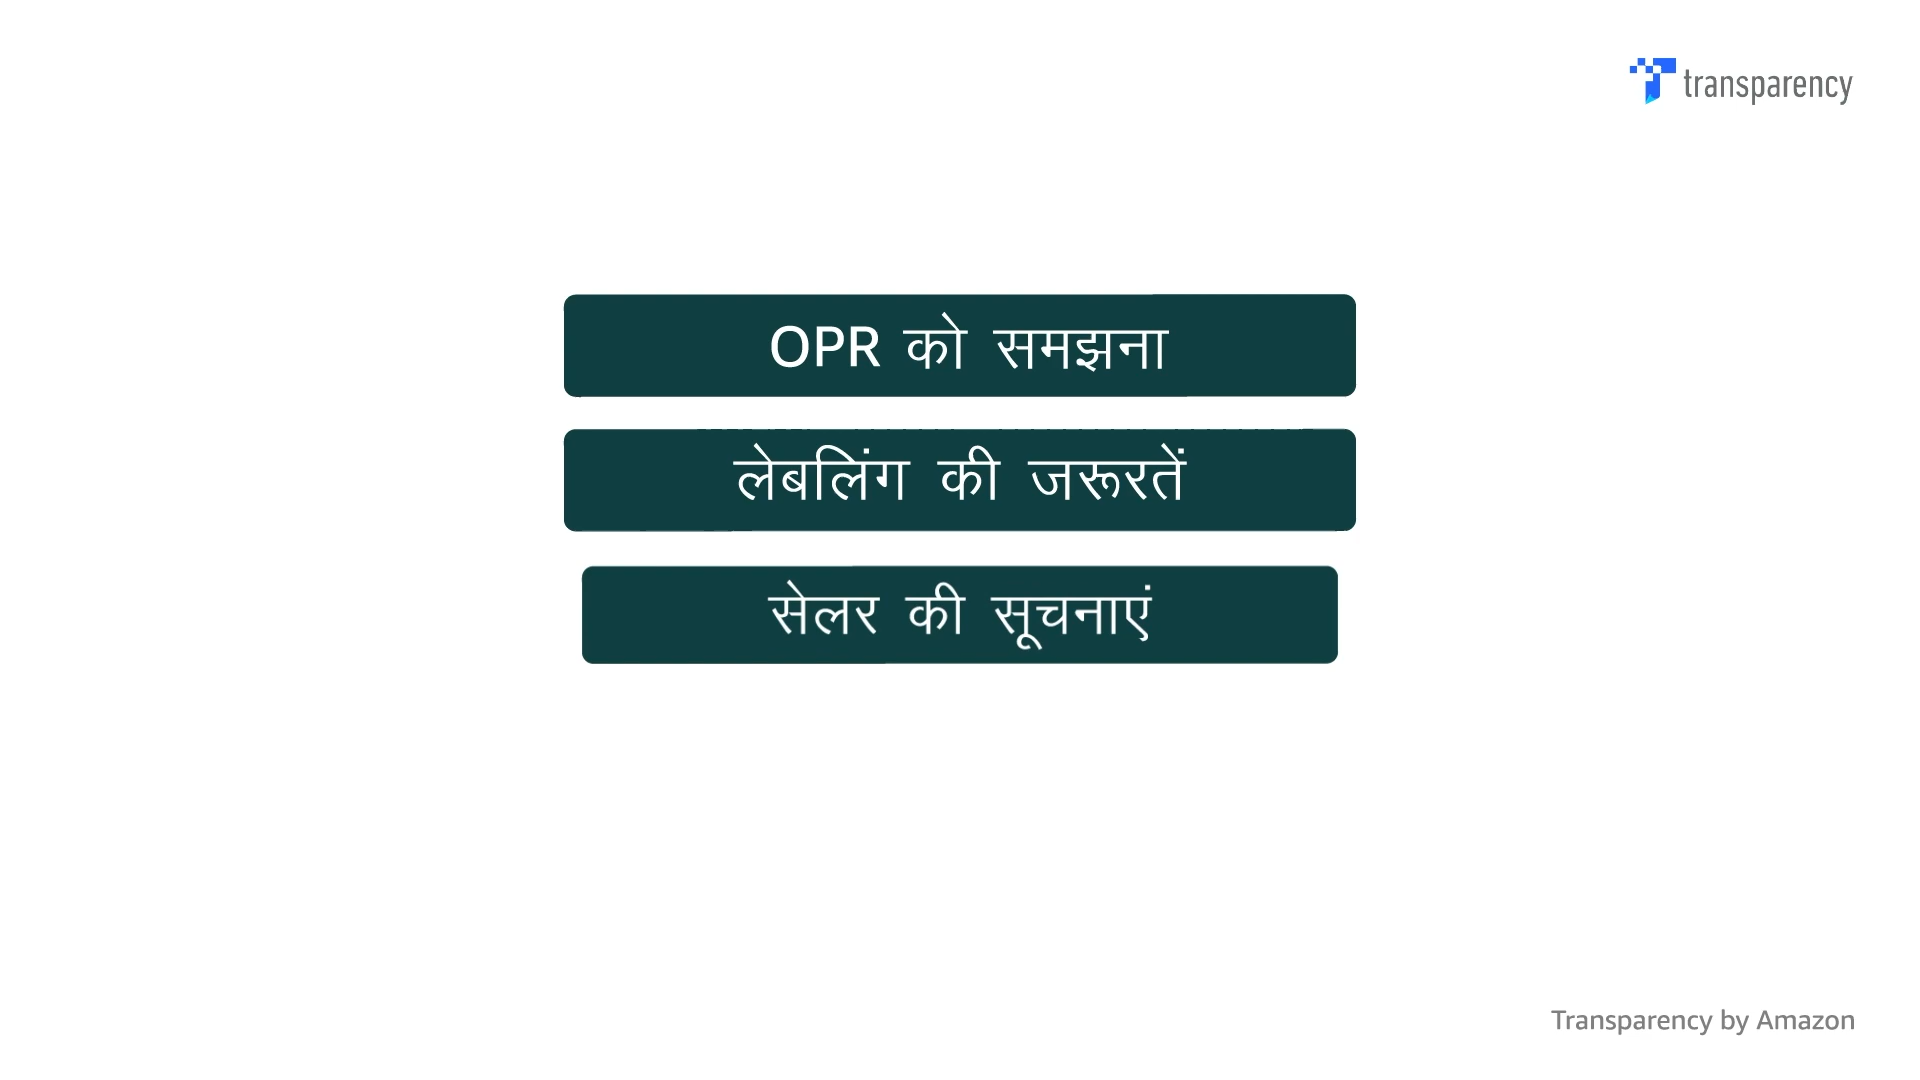 transparency
OPR को समझना
लेबलिंग की जरूरतें
सेलर की सूचनाएं
Transparency by Amazon